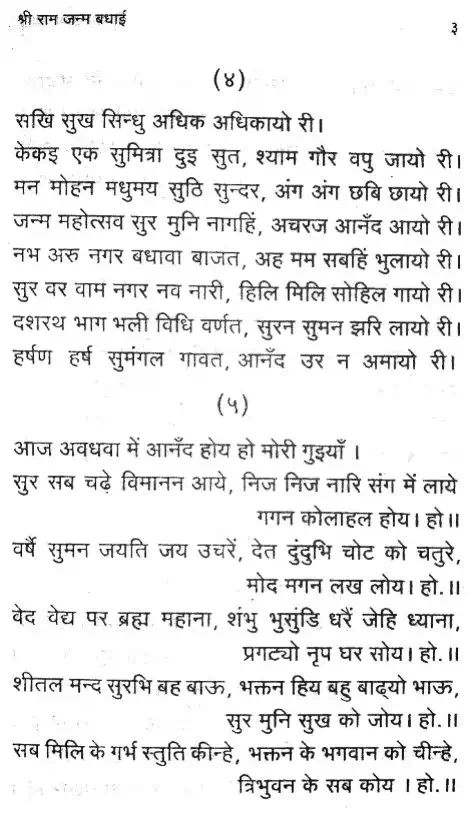 श्री राम जन्म बधाई
३
(४)
सखि सुख सिन्धु अधिक अधिकायो री।
केकइ एक सुमित्रा दुइ सुत, श्याम गौर वपु जायो री।
मन मोहन मधुमय सुठि सुन्दर, अंग अंग छबि छायो री।
जन्म महोत्सव सुर मुनि नागहिं, अचरज आनँद आयो री।
नभ अरु नगर बधावा बाजत, अह मम सबहिं भुलायो री।
सुर वर वाम नगर नव नारी, हिलि मिलि सोहिल गायो री।
दशरथ भाग भली विधि वर्णत, सुरन सुमन झरि लायो री।
हर्षण हर्ष सुमंगल गावत, आनँद उर न अमायो री।
(५)
आज अवधवा में आनँद होय हो मोरी गुइयाँ ।
सुर सब चढ़े विमानन आये, निज निज नारि संग में लाये
गगन कोलाहल होय। हो॥
वर्षै सुमन जयति जय उचरें, देत दुंदुभि चोट को चतुरे,
मोद मगन लख लोय। हो.॥
वेद वेद्य पर ब्रह्म महाना, शंभु भुसुंडि धरैं जेहि ध्याना,
प्रगट्यो नृप घर सोय। हो.॥
शीतल मन्द सुरभि बह बाऊ, भक्तन हिय बहु बाढ़्यो भाऊ,
सुर मुनि सुख को जोय। हो.॥
सब मिलि के गर्भ स्तुति कीन्हे, भक्तन के भगवान को चीन्हे,
त्रिभुवन के सब कोय । हो.॥